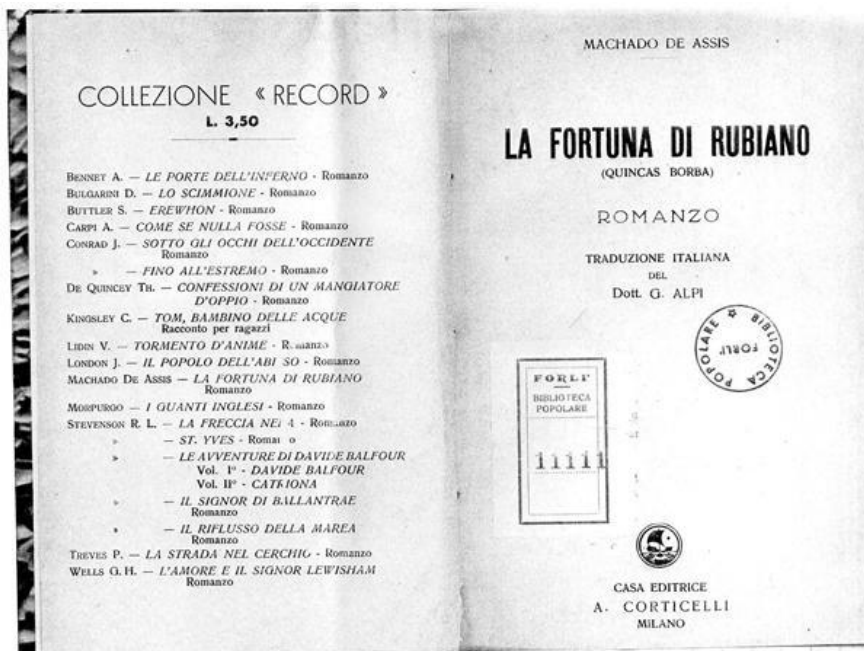 COLLEZIONE « RECORD »
L. 3,50
BENNET A. — LE PORTE DELL'INFERNO - Romanzo
BULGARINI D. — LO SCIMMIONE - Romanzo
BUTTLER S. — EREWHON - Romanzo
CARPI A. — COME SE NULLA FOSSE - Romanzo
CONRAD J. — SOTTO GLI OCCHI DELL'OCCIDENTE
Romanzo
» — FINO ALL'ESTREMO - Romanzo
DE QUINCEY TH. — CONFESSIONI DI UN MANGIATORE
D'OPPIO - Romanzo
KINGSLEY C. — TOM, BAMBINO DELLE ACQUE
Racconto per ragazzi
LIDIN V. — TORMENTO D'ANIME - Romanzo
LONDON J. — IL POPOLO DELL'ABI SO - Romanzo
MACHADO DE ASSIS — LA FORTUNA DI RUBIANO
Romanzo
MORPURGO — I GUANTI INGLESI - Romanzo
STEVENSON R. L. — LA FRECCIA - Romanzo
» — ST. YVES - Roma o
» — LE AVVENTURE DI DAVIDE BALFOUR
Vol. I° - DAVIDE BALFOUR
Vol. II° - CATRIONA
» — IL SIGNOR DI BALLANTRAE
Romanzo
» — IL RIFLUSSO DELLA MAREA
Romanzo
TREVES P. — LA STRADA NEL CERCHIO - Romanzo
WELLS G. H. — L'AMORE E IL SIGNOR LEWISHAM
Romanzo
MACHADO DE ASSIS
LA FORTUNA DI RUBIANO
(QUINCAS BORBA)
ROMANZO
TRADUZIONE ITALIANA
DEL
Dott. G. ALPI
BIBLIOTECA POPOLARE
FORLI'
FORLI'
BIBLIOTECA
POPOLARE
11111
CASA EDITRICE
A. CORTICELLI
MILANO